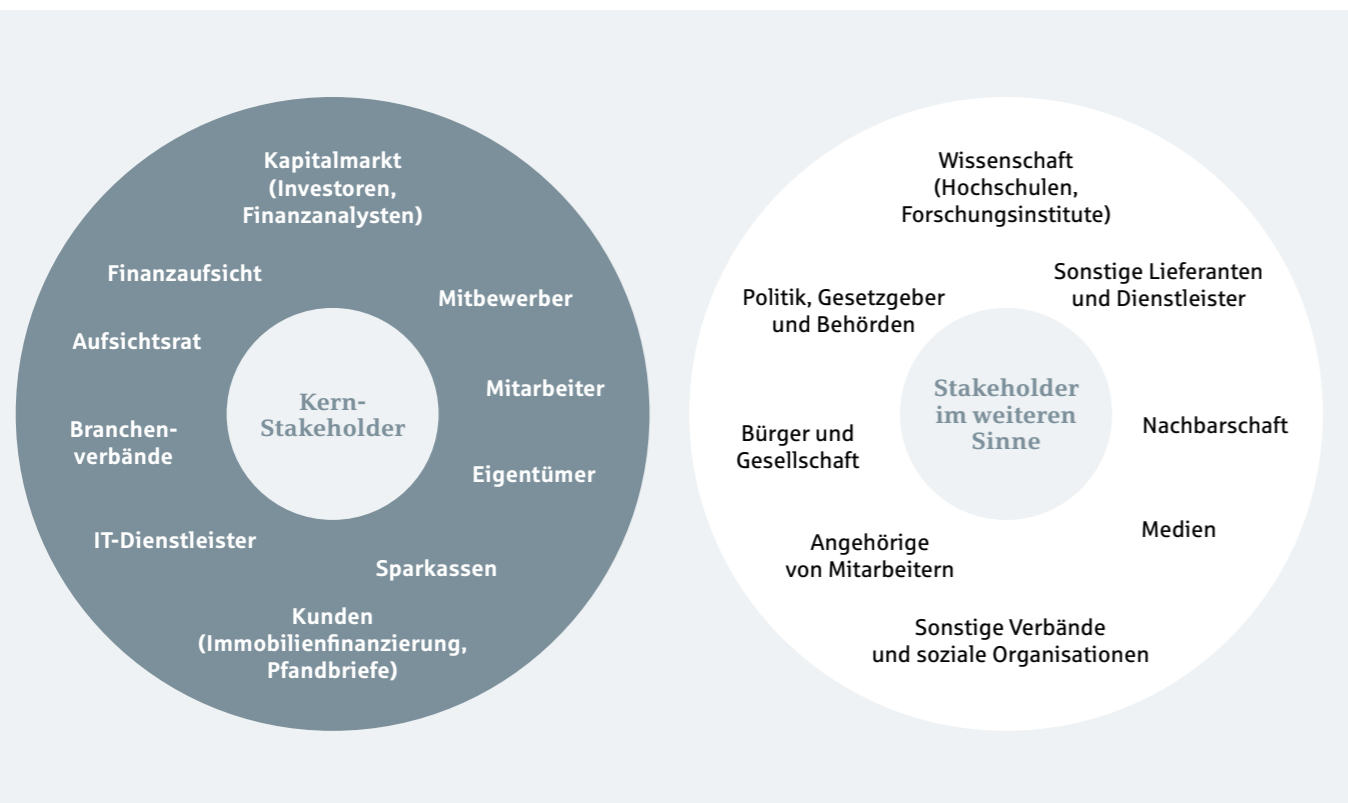 Kapitalmarkt
(Investoren,
Finanzanalysten)
Finanzaufsicht
Mitbewerber
Aufsichtsrat
Mitarbeiter
Kern-
Stakeholder
Branchen-
verbände
Eigentümer
IT-Dienstleister
Sparkassen
Kunden
(Immobilienfinanzierung,
Pfandbriefe)
Wissenschaft
(Hochschulen,
Forschungsinstitute)
Sonstige Lieferanten
und Dienstleister
Politik, Gesetzgeber
und Behörden
Stakeholder
im weiteren
Sinne
Nachbarschaft
Bürger und
Gesellschaft
Medien
Angehörige
von Mitarbeitern
Sonstige Verbände
und soziale Organisationen